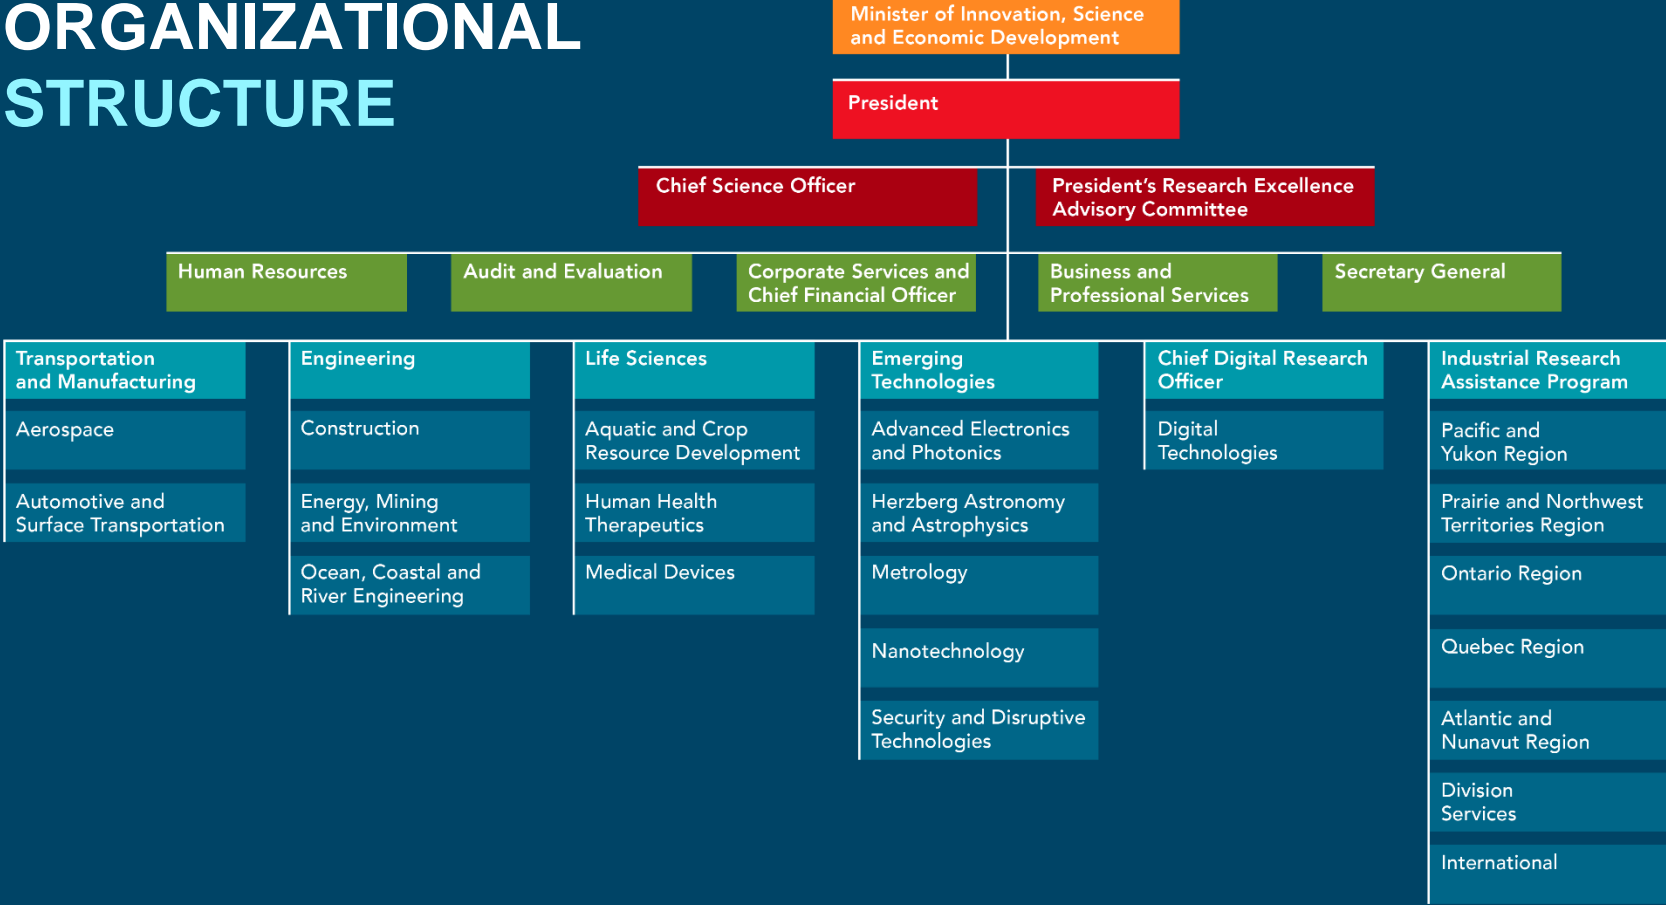 ORGANIZATIONAL
STRUCTURE
Minister of Innovation, Science
and Economic Development
President
Chief Science Officer
President's Research Excellence
Advisory Committee
Human Resources
Audit and Evaluation
Corporate Services and
Chief Financial Officer
Business and
Professional Services
Secretary General
Transportation
and Manufacturing
Aerospace
Automotive and
Surface Transportation
Engineering
Construction
Energy, Mining
and Environment
Ocean, Coastal and
River Engineering
Life Sciences
Aquatic and Crop
Resource Development
Human Health
Therapeutics
Medical Devices
Emerging
Technologies
Advanced Electronics
and Photonics
Herzberg Astronomy
and Astrophysics
Metrology
Nanotechnology
Security and Disruptive
Technologies
Chief Digital Research
Officer
Digital
Technologies
Industrial Research
Assistance Program
Pacific and
Yukon Region
Prairie and Northwest
Territories Region
Ontario Region
Quebec Region
Atlantic and
Nunavut Region
Division
Services
International